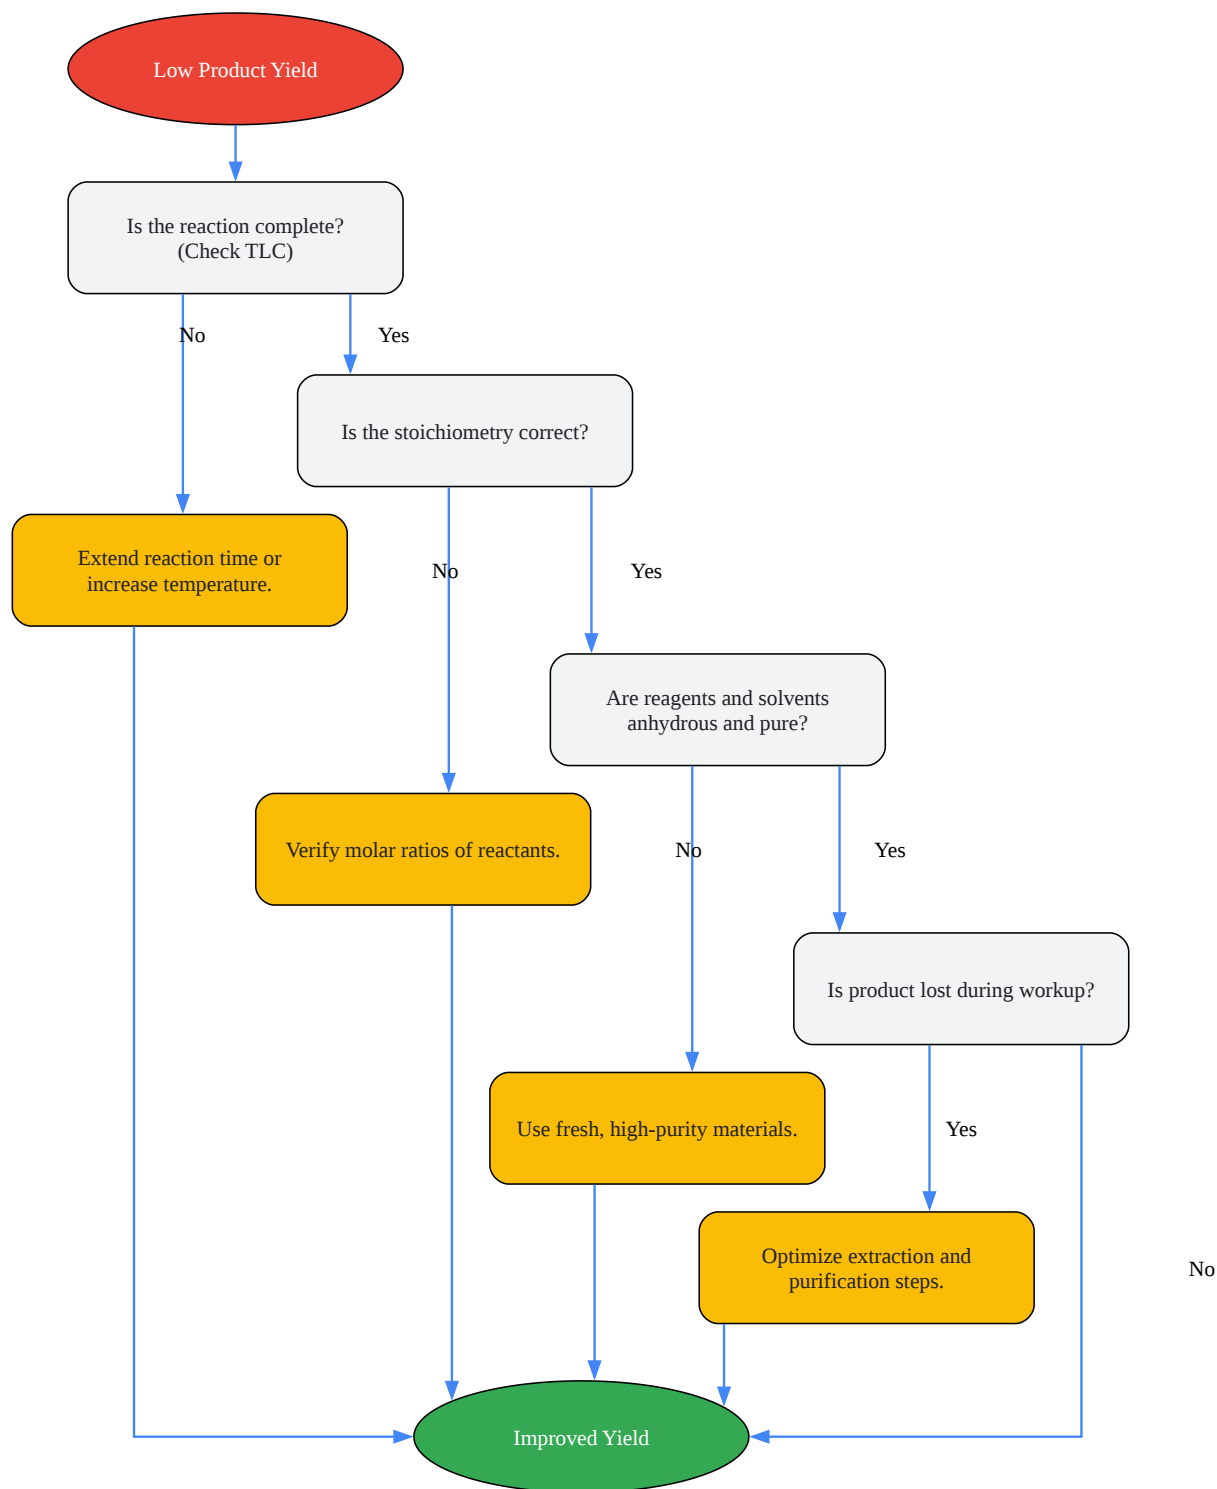 Low Product Yield
Is the reaction complete?
(Check TLC)
No
Yes
Is the stoichiometry correct?
Extend reaction time or
increase temperature.
No
Yes
Are reagents and solvents
anhydrous and pure?
Verify molar ratios of reactants.
No
Yes
Is product lost during workup?
Use fresh, high-purity materials.
Yes
Optimize extraction and
purification steps.
No
Improved Yield